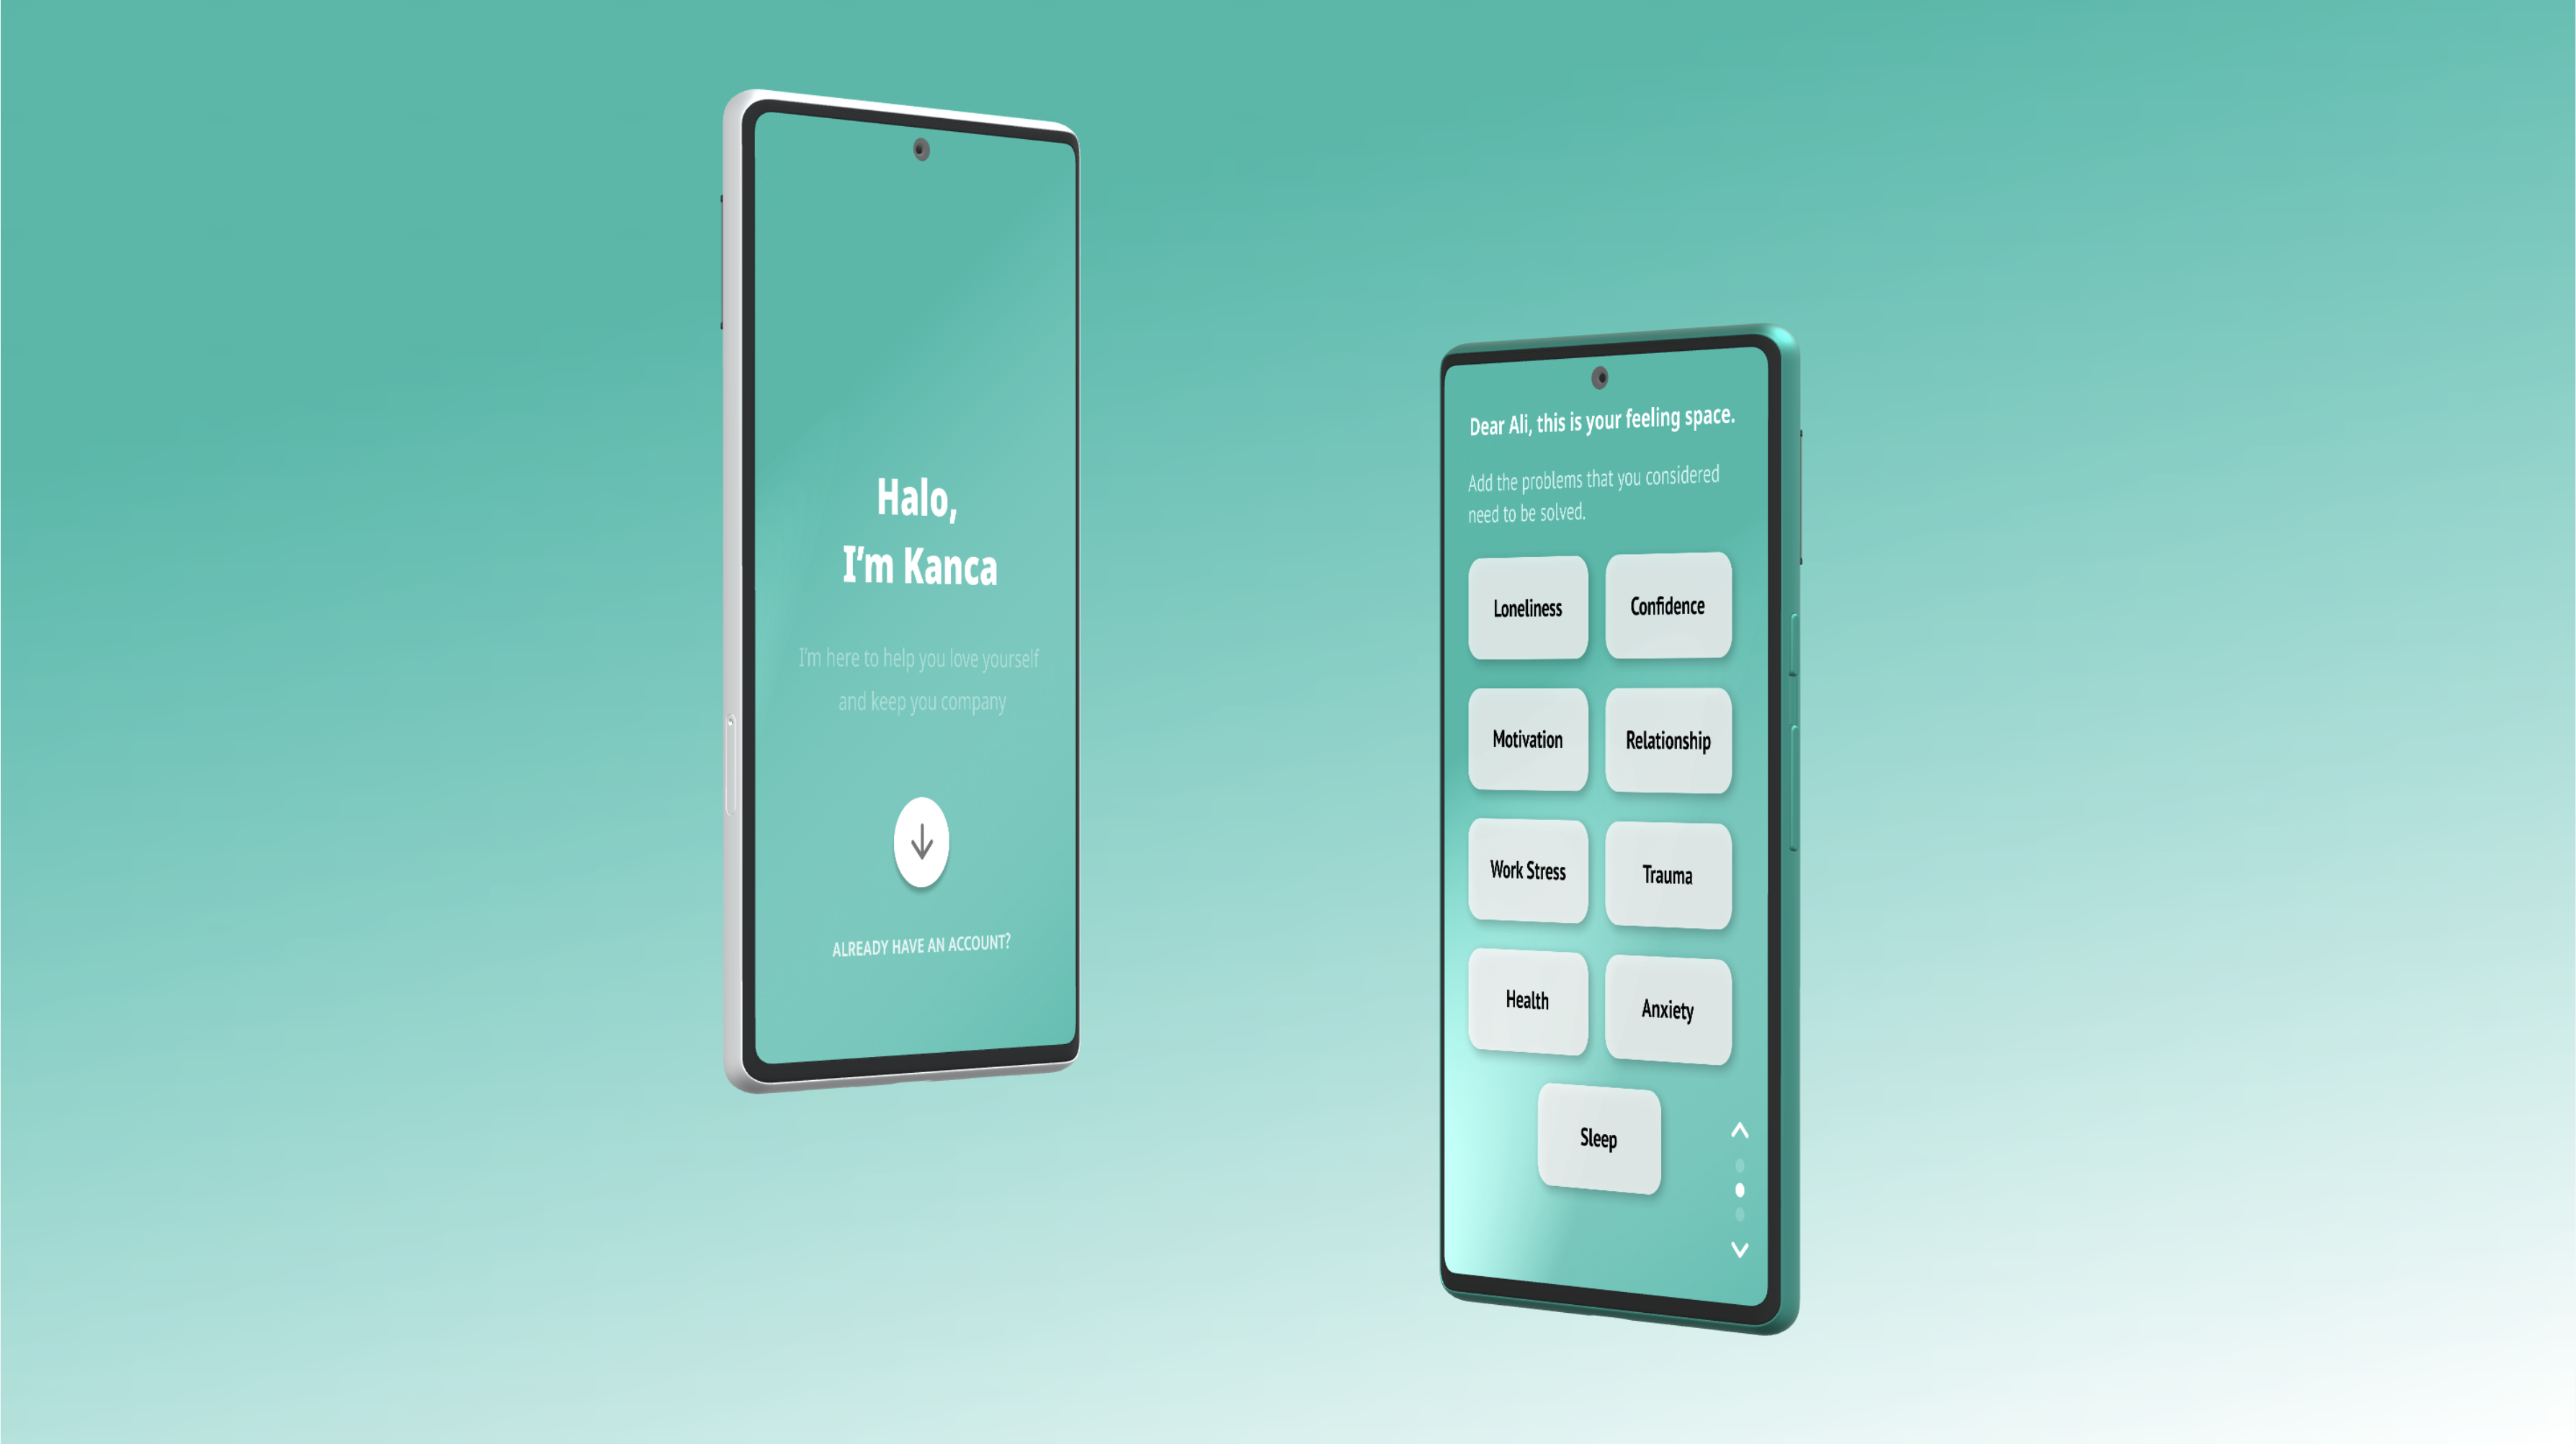 Halo,
I'm Kanca
I'm here to help you love yourself
and keep you company
ALREADY HAVE AN ACCOUNT?
Dear Ali, this is your feeling space.
Add the problems that you considered
need to be solved.
Loneliness
Confidence
Motivation
Relationship
Work Stress
Trauma
Health
Anxiety
Sleep